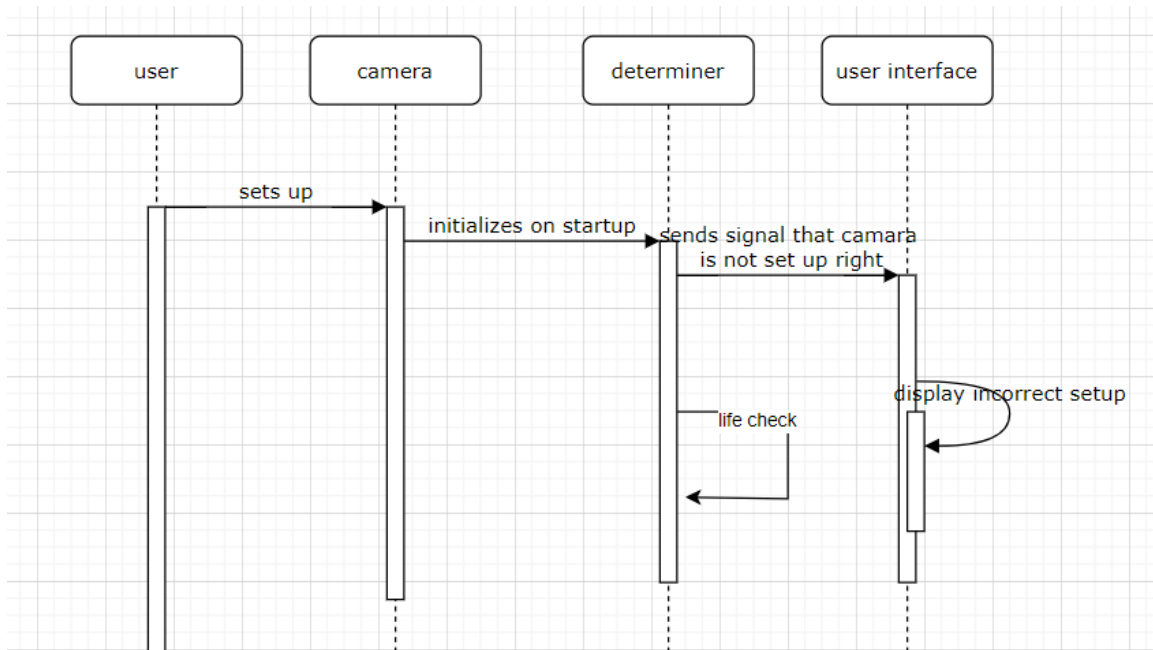 user
camera
determiner
user interface
sets up
initializes on startup
sends signal that camara
is not set up right
display incorrect setup
life check